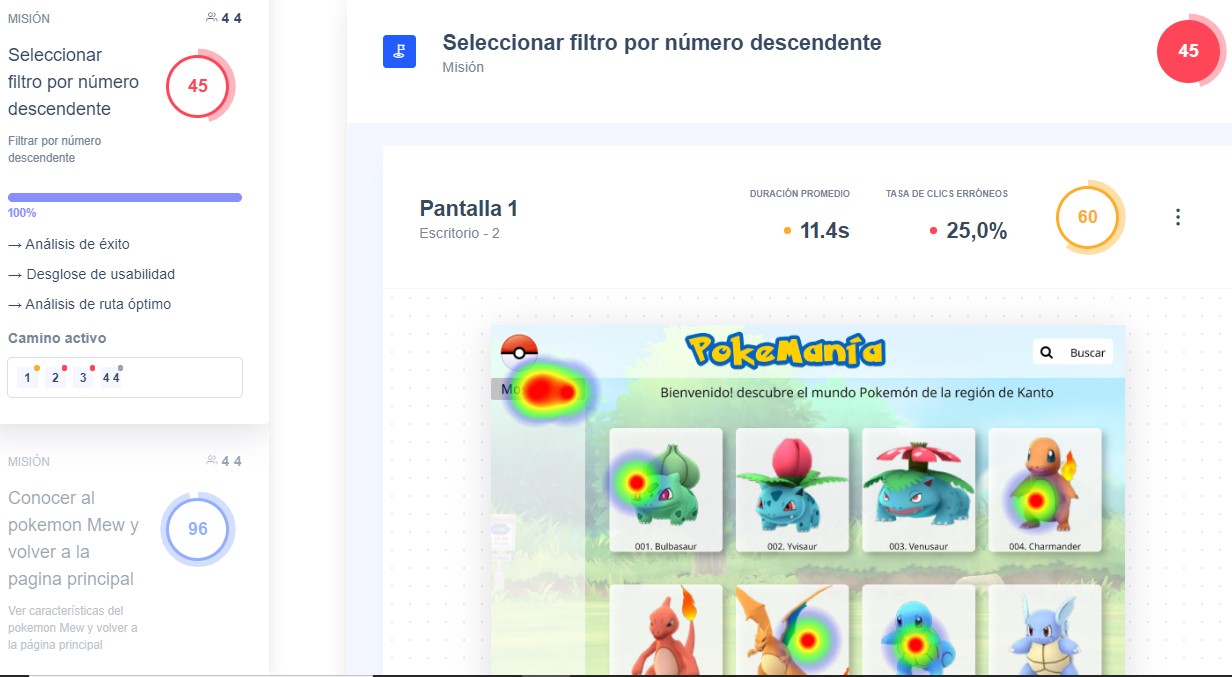 MISIÓN
4 4
Seleccionar
filtro por número
descendente
45
Filtrar por número
descendente
100%
→ Análisis de éxito
→ Desglose de usabilidad
→ Análisis de ruta óptimo
Camino activo
1 2 3 4 4
MISIÓN
4 4
Conocer al
pokemon Mew y
volver a la
pagina principal
96
Ver características del
pokemon Mew y volver a
la página principal
Seleccionar filtro por número descendente
Misión
45
Pantalla 1
Escritorio - 2
DURACIÓN PROMEDIO
11.4s
TASA DE CLICS ERRÓNEOS
25,0%
60
PokeManía
Buscar
Bienvenido! descubre el mundo Pokemón de la región de Kanto
001. Bulbasaur
002. Yvisaur
003. Venusaur
004. Charmander